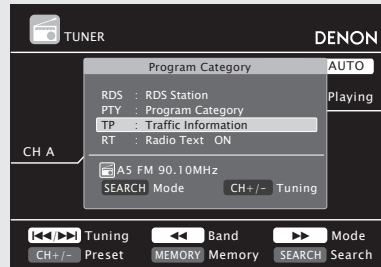 TUNER
DENON
Program Category
AUTO
RDS : RDS Station
Playing
PTY : Program Category
TP : Traffic Information
RT : Radio Text ON
CH A
A5 FM 90.10MHz
SEARCH Mode CH+/- Tuning
⏮/⏭ Tuning ◀◀ Band ▶▶ Mode
CH+/- Preset MEMORY Memory SEARCH Search